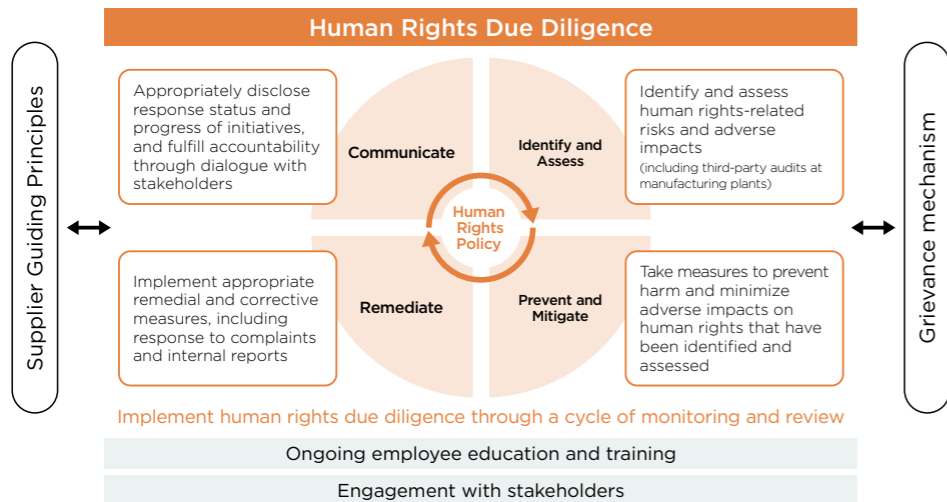 Human Rights Due Diligence
Supplier Guiding Principles
Appropriately disclose
response status and
progress of initiatives,
and fulfill accountability
through dialogue with
stakeholders
Communicate
Identify and
Assess
Identify and assess
human rights-related
risks and adverse
impacts
(including third-party audits at
manufacturing plants)
Human
Rights
Policy
Implement appropriate
remedial and corrective
measures, including
response to complaints
and internal reports
Remediate
Prevent and
Mitigate
Take measures to prevent
harm and minimize
adverse impacts on
human rights that have
been identified and
assessed
Grievance mechanism
Implement human rights due diligence through a cycle of monitoring and review
Ongoing employee education and training
Engagement with stakeholders